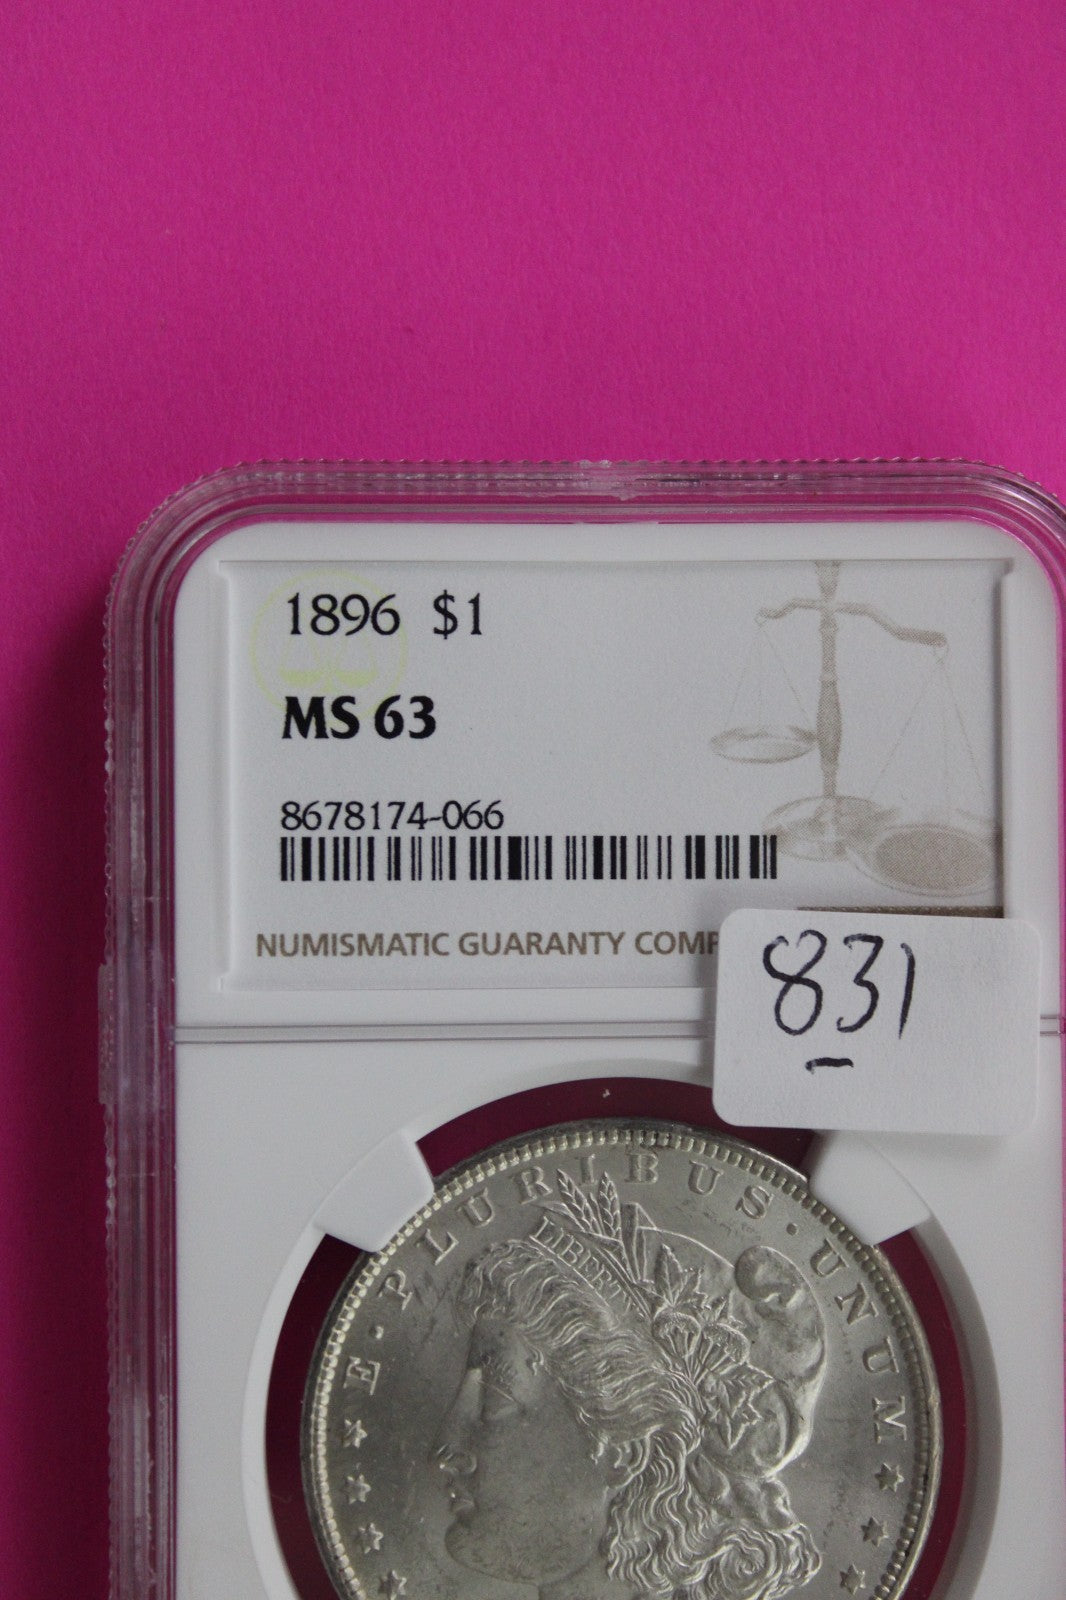 1896 $1
MS 63
8678174-066
NUMISMATIC GUARANTY COMP
831
E · PLURIBUS · UNUM
LIBERTY